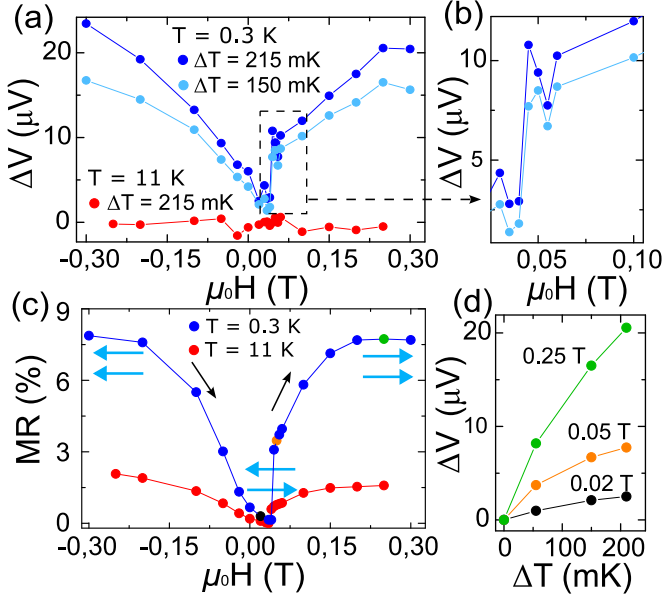 (a)
T = 0.3 K
ΔT = 215 mK
ΔT = 150 mK
T = 11 K
ΔT = 215 mK
20
10
0
ΔV (μV)
-0,30
-0,15
0,00
0,15
0,30
μ₀H (T)
(b)
10
5
ΔV (μV)
0,05
0,10
μ₀H (T)
(c)
T = 0.3 K
T = 11 K
9
6
3
0
MR (%)
-0,30
-0,15
0,00
0,15
0,30
μ₀H (T)
(d)
20
10
0
ΔV (μV)
0.25 T
0.05 T
0.02 T
0
100
200
ΔT (mK)